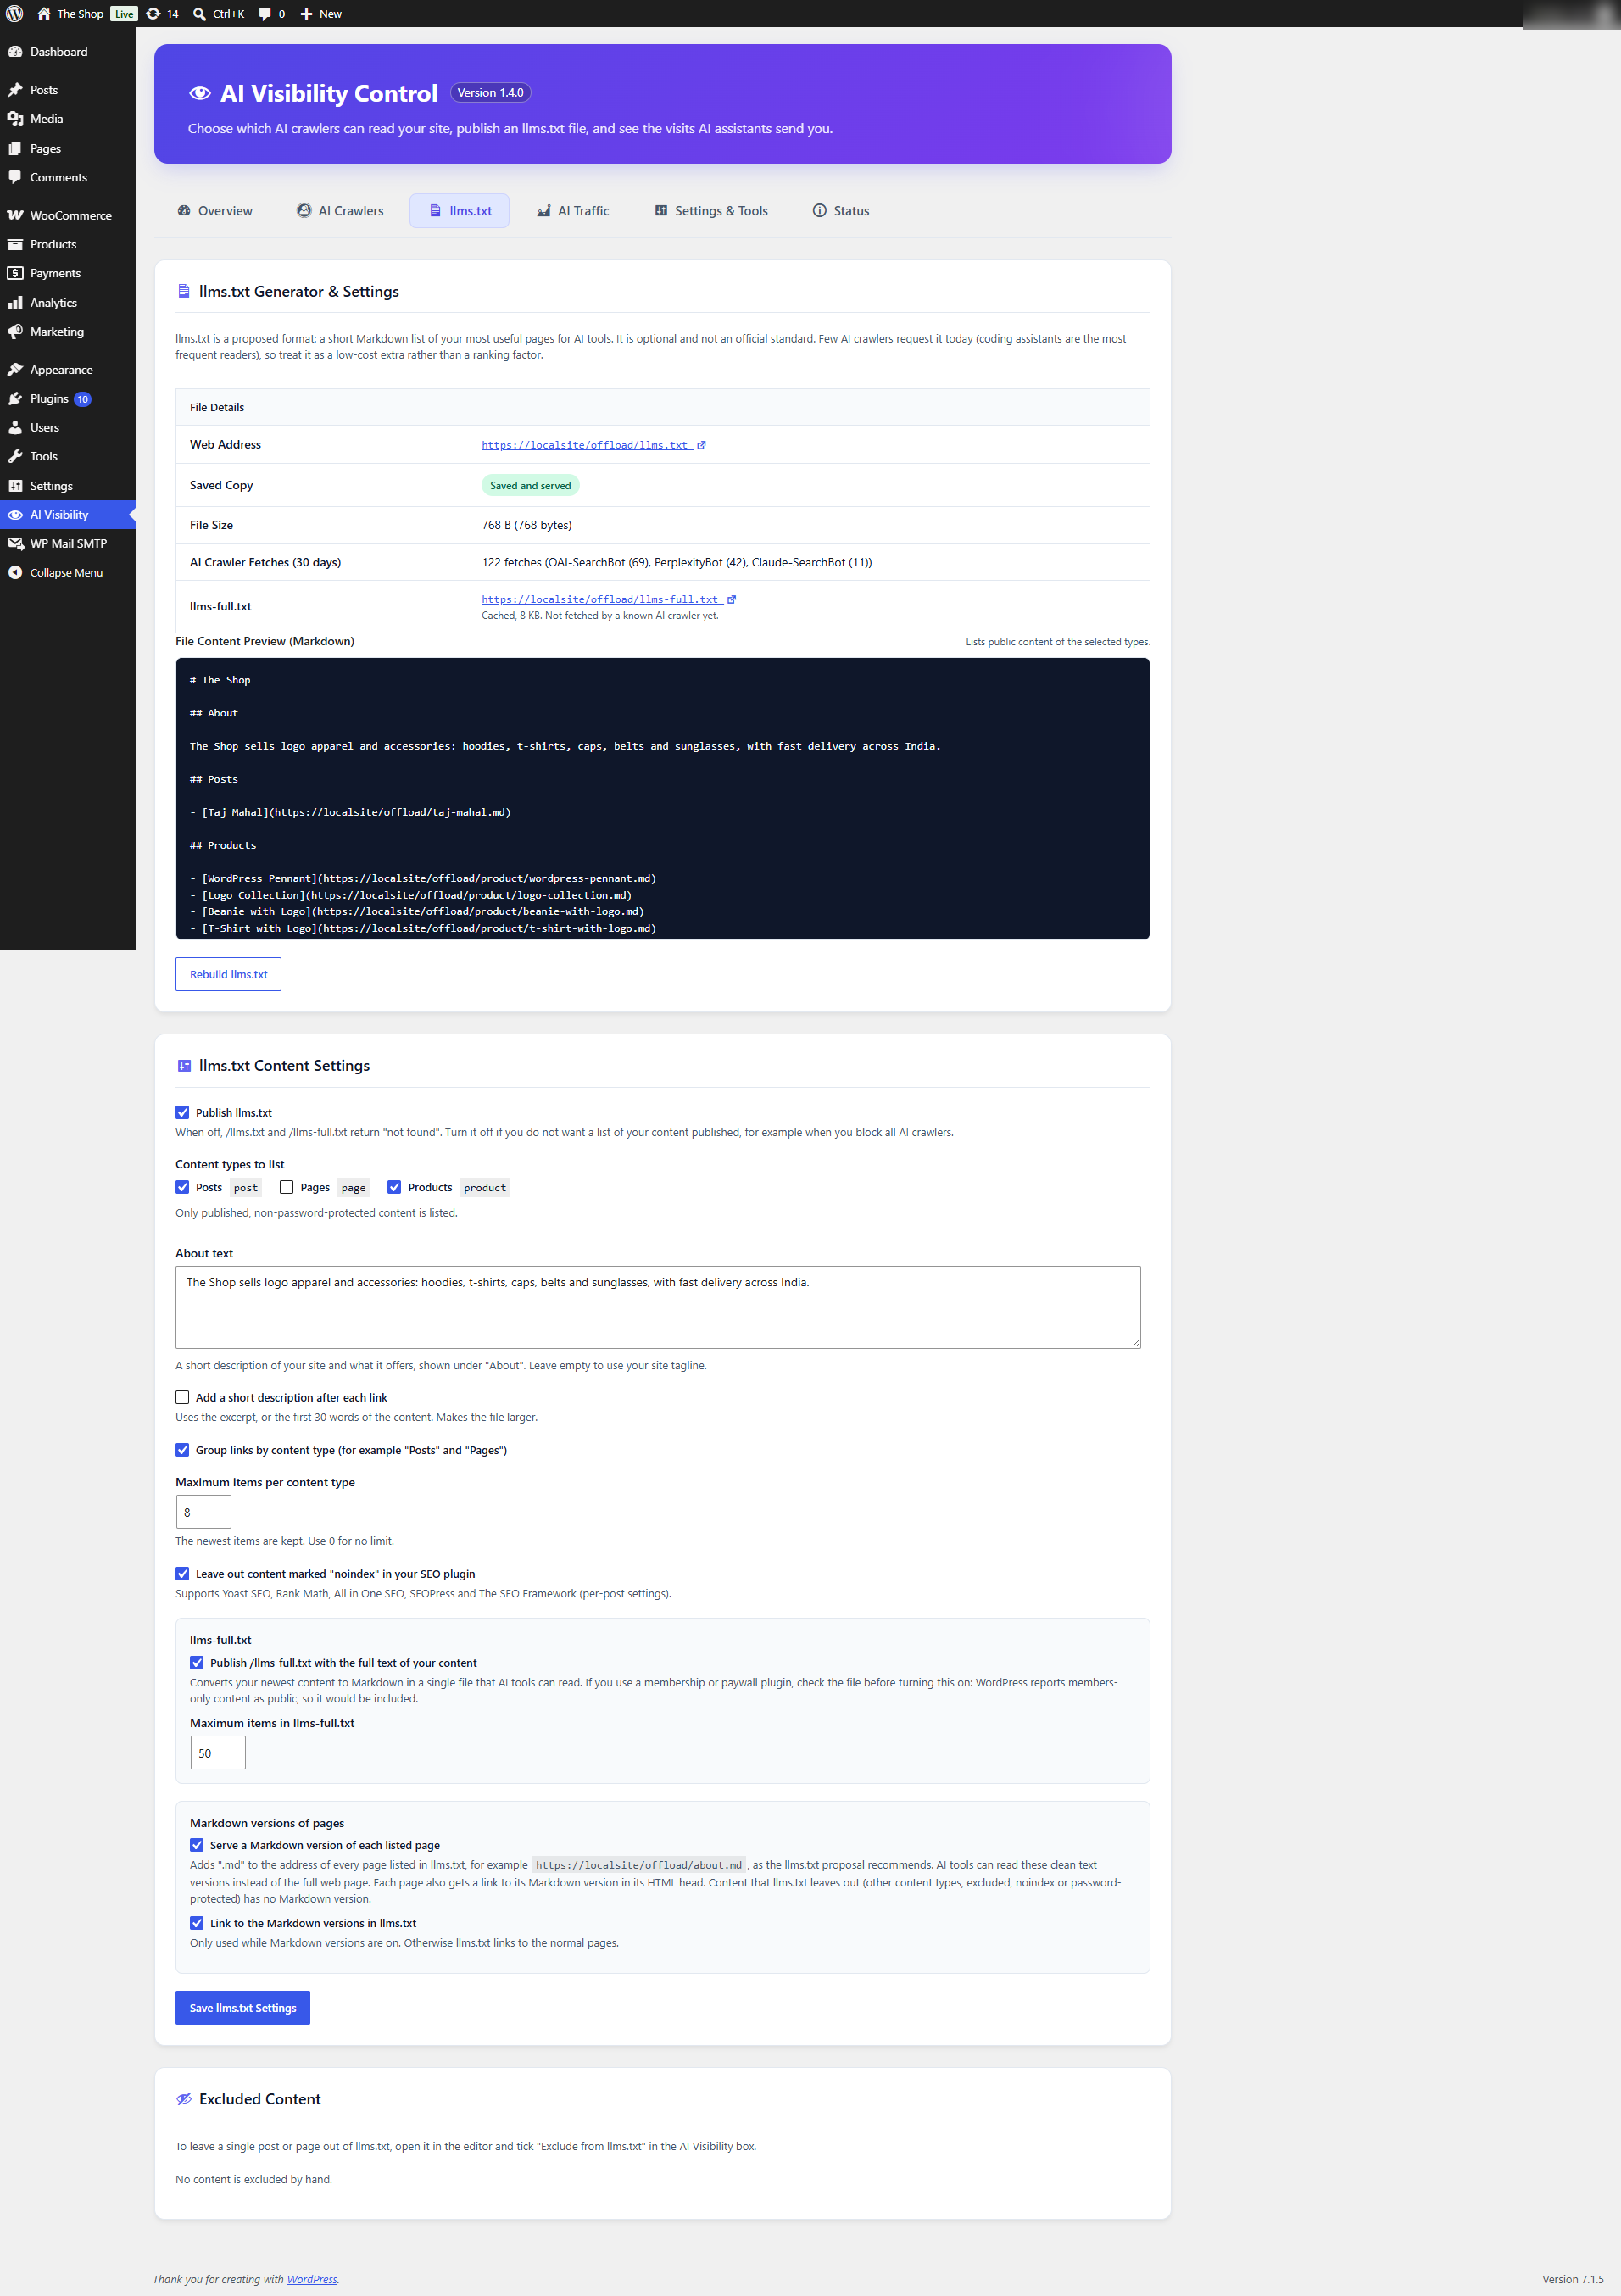 The Shop Live 14 Ctrl+K 0 New
Dashboard
Posts
Media
Pages
Comments
WooCommerce
Products
Payments
Analytics
Marketing
Appearance
Plugins 10
Users
Tools
Settings
AI Visibility
WP Mail SMTP
Collapse Menu
AI Visibility Control Version 1.4.0
Choose which AI crawlers can read your site, publish an llms.txt file, and see the visits AI assistants send you.
Overview AI Crawlers llms.txt AI Traffic Settings & Tools Status
llms.txt Generator & Settings
llms.txt is a proposed format: a short Markdown list of your most useful pages for AI tools. It is optional and not an official standard. Few AI crawlers request it today (coding assistants are the most
frequent readers), so treat it as a low-cost extra rather than a ranking factor.
File Details
Web Address https://localsite/offload/llms.txt
Saved Copy Saved and served
File Size 768 B (768 bytes)
AI Crawler Fetches (30 days) 122 fetches (OAI-SearchBot (69), PerplexityBot (42), Claude-SearchBot (11))
llms-full.txt https://localsite/offload/llms-full.txt
Cached, 8 KB. Not fetched by a known AI crawler yet.
File Content Preview (Markdown) Lists public content of the selected types.
# The Shop
## About
The Shop sells logo apparel and accessories: hoodies, t-shirts, caps, belts and sunglasses, with fast delivery across India.
## Posts
- [Taj Mahal](https://localsite/offload/taj-mahal.md)
## Products
- [WordPress Pennant](https://localsite/offload/product/wordpress-pennant.md)
- [Logo Collection](https://localsite/offload/product/logo-collection.md)
- [Beanie with Logo](https://localsite/offload/product/beanie-with-logo.md)
- [T-Shirt with Logo](https://localsite/offload/product/t-shirt-with-logo.md)
Rebuild llms.txt
llms.txt Content Settings
Publish llms.txt
When off, /llms.txt and /llms-full.txt return "not found". Turn it off if you do not want a list of your content published, for example when you block all AI crawlers.
Content types to list
Posts post Pages page Products product
Only published, non-password-protected content is listed.
About text
The Shop sells logo apparel and accessories: hoodies, t-shirts, caps, belts and sunglasses, with fast delivery across India.
A short description of your site and what it offers, shown under "About". Leave empty to use your site tagline.
Add a short description after each link
Uses the excerpt, or the first 30 words of the content. Makes the file larger.
Group links by content type (for example "Posts" and "Pages")
Maximum items per content type
8
The newest items are kept. Use 0 for no limit.
Leave out content marked "noindex" in your SEO plugin
Supports Yoast SEO, Rank Math, All in One SEO, SEOPress and The SEO Framework (per-post settings).
llms-full.txt
Publish /llms-full.txt with the full text of your content
Converts your newest content to Markdown in a single file that AI tools can read. If you use a membership or paywall plugin, check the file before turning this on: WordPress reports members-
only content as public, so it would be included.
Maximum items in llms-full.txt
50
Markdown versions of pages
Serve a Markdown version of each listed page
Adds ".md" to the address of every page listed in llms.txt, for example https://localsite/offload/about.md, as the llms.txt proposal recommends. AI tools can read these clean text
versions instead of the full web page. Each page also gets a link to its Markdown version in its HTML head. Content that llms.txt leaves out (other content types, excluded, noindex or password-
protected) has no Markdown version.
Link to the Markdown versions in llms.txt
Only used while Markdown versions are on. Otherwise llms.txt links to the normal pages.
Save llms.txt Settings
Excluded Content
To leave a single post or page out of llms.txt, open it in the editor and tick "Exclude from llms.txt" in the AI Visibility box.
No content is excluded by hand.
Thank you for creating with WordPress. Version 7.1.5